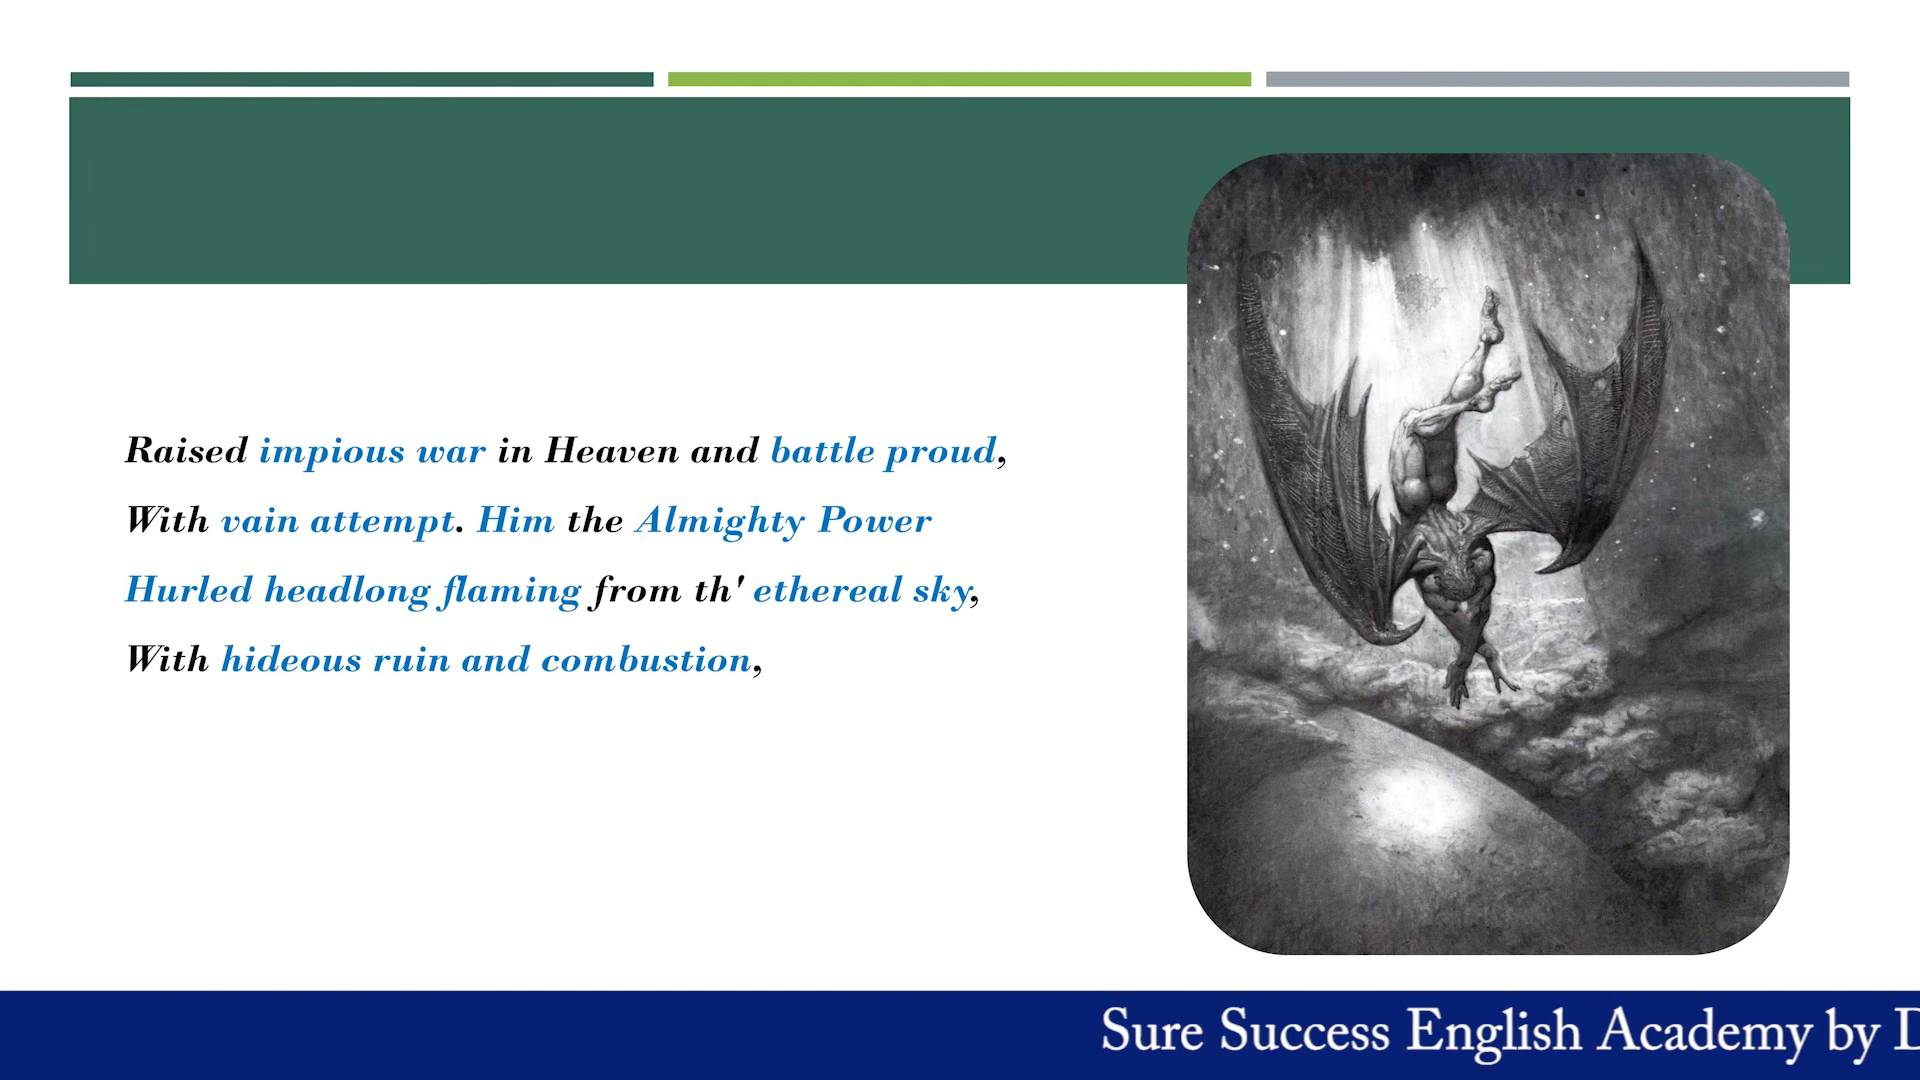 Raised impious war in Heaven and battle proud,
With vain attempt. Him the Almighty Power
Hurled headlong flaming from th' ethereal sky,
With hideous ruin and combustion,
Sure Success English Academy by